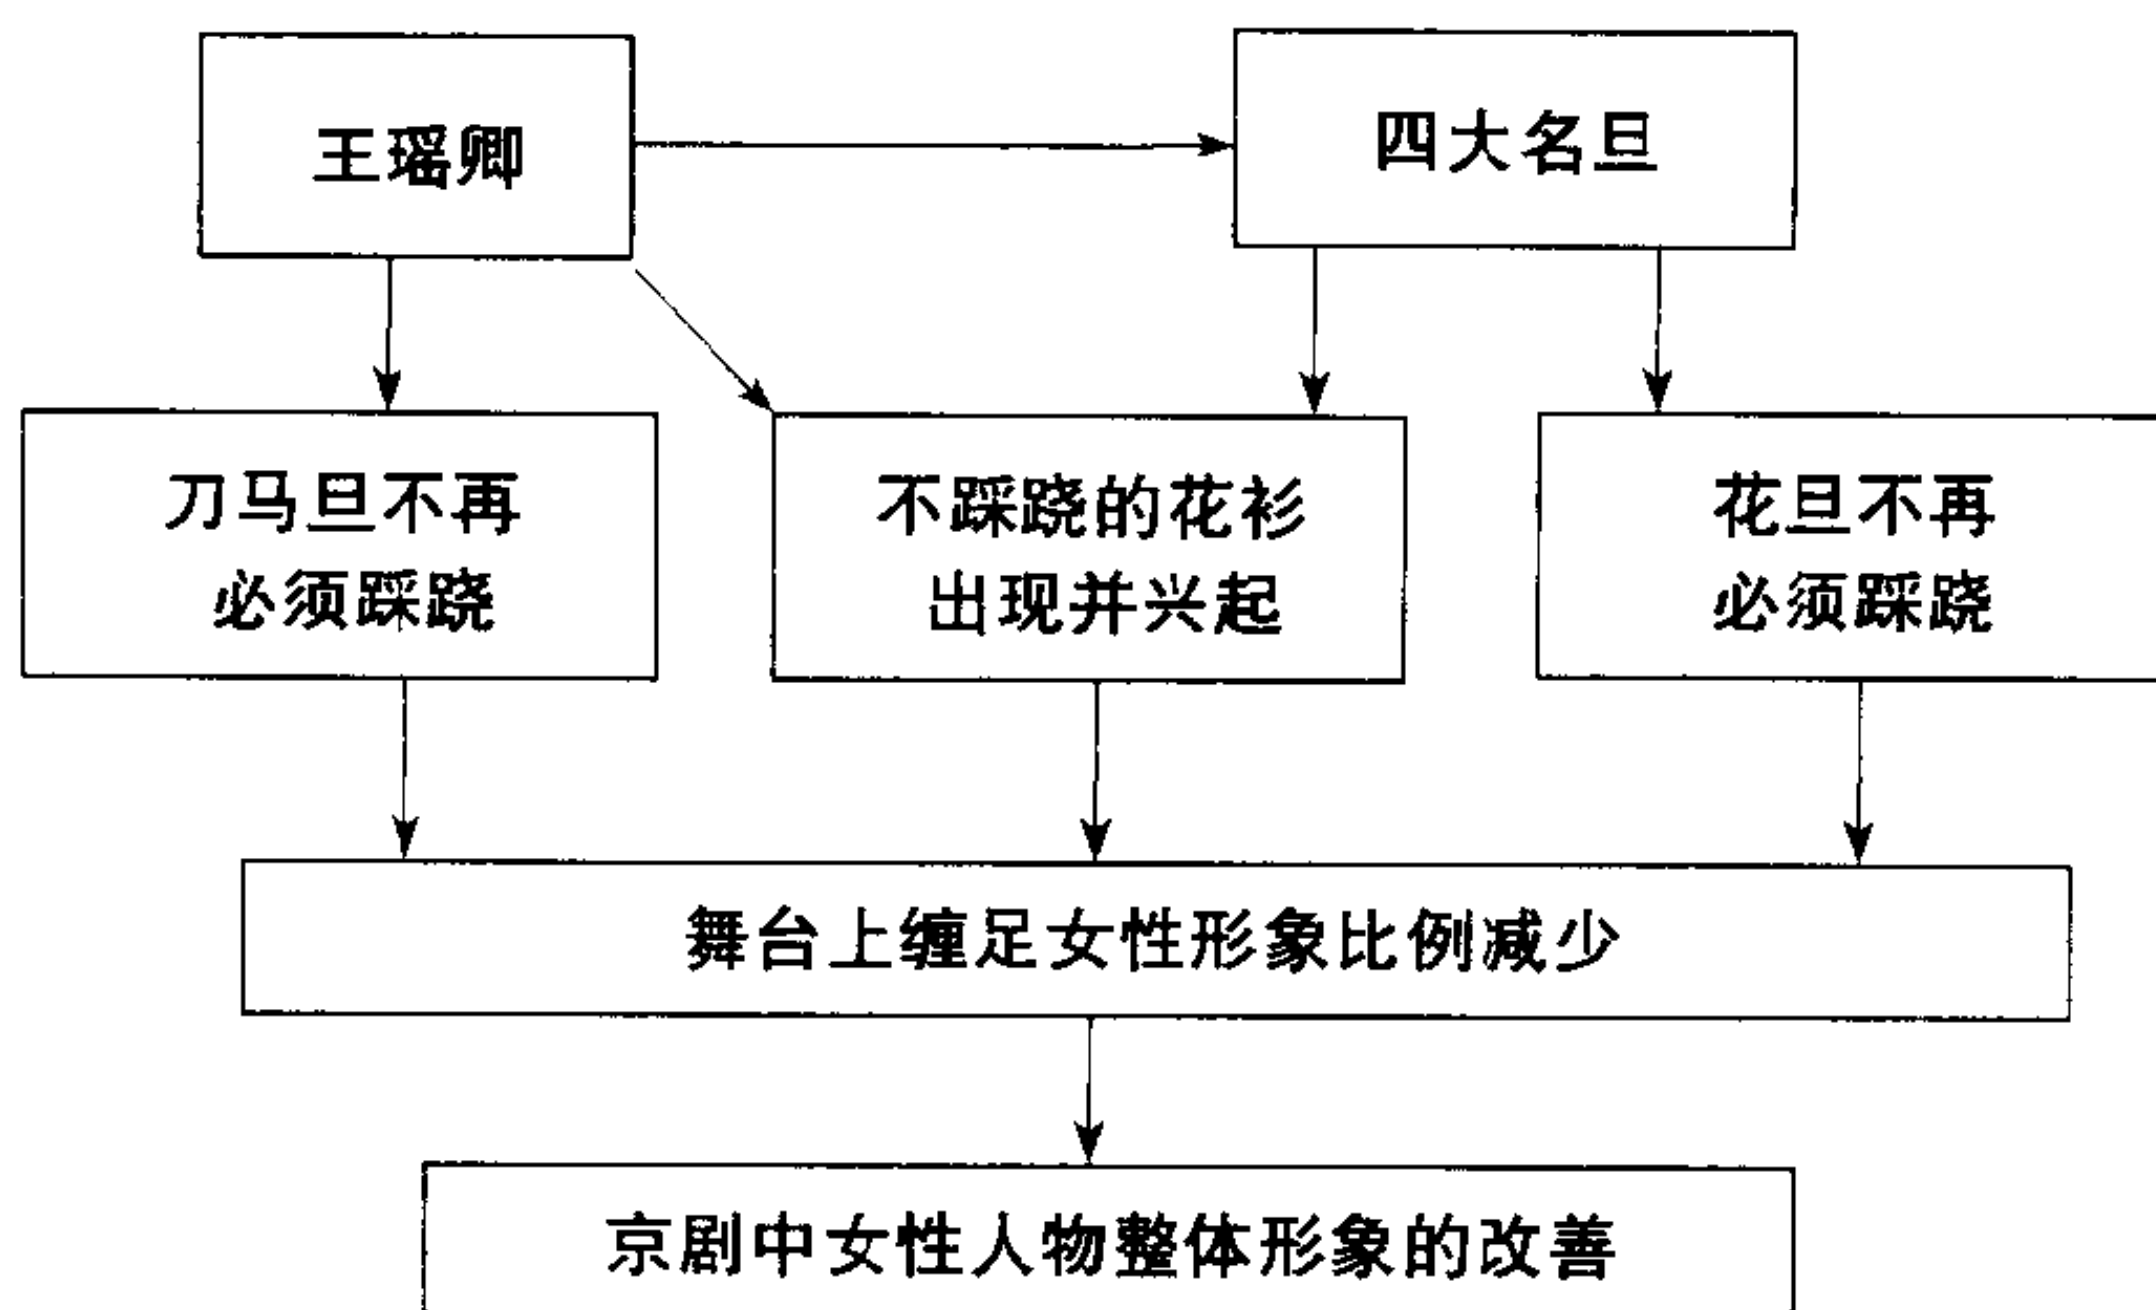 王瑶卿
四大名旦
刀马旦不再
必须踩跷
不踩跷的花衫
出现并兴起
花旦不再
必须踩跷
舞台上缠足女性形象比例减少
京剧中女性人物整体形象的改善